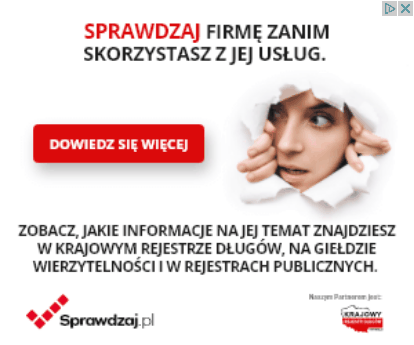 SPRAWDZAJ FIRMĘ ZANIM
SKORZYSTASZ Z JEJ USŁUG.
DOWIEDZ SIĘ WIĘCEJ
ZOBACZ, JAKIE INFORMACJE NA JEJ TEMAT ZNAJDZIESZ
W KRAJOWYM REJESTRZE DŁUGÓW, NA GIEŁDZIE
WIERZYTELNOŚCI I W REJESTRACH PUBLICZNYCH.
Naszym Partnerem jest:
Sprawdzaj.pl
KRAJOWY